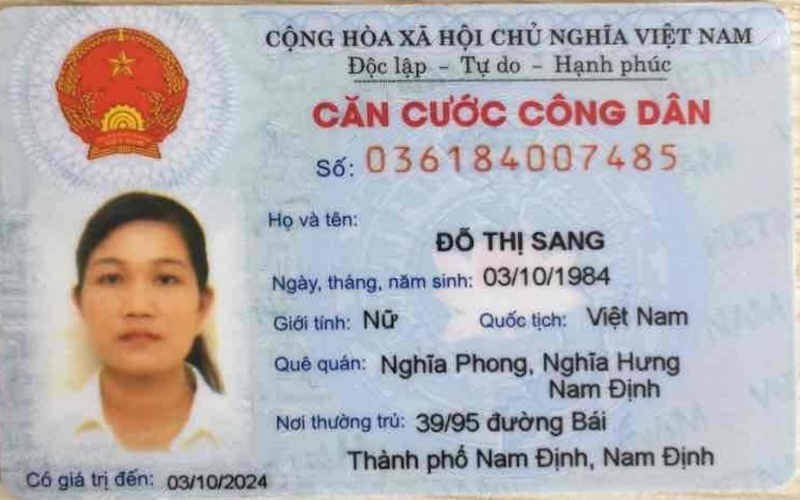 CỘNG HÒA XÃ HỘI CHỦ NGHĨA VIỆT NAM
Độc lập - Tự do - Hạnh phúc
CĂN CƯỚC CÔNG DÂN
Số: 036184007485
Họ và tên:
ĐỖ THỊ SANG
Ngày, tháng, năm sinh: 03/10/1984
Giới tính: Nữ Quốc tịch: Việt Nam
Quê quán: Nghĩa Phong, Nghĩa Hưng
Nam Định
Nơi thường trú: 39/95 đường Bái
Thành phố Nam Định, Nam Định
Có giá trị đến: 03/10/2024